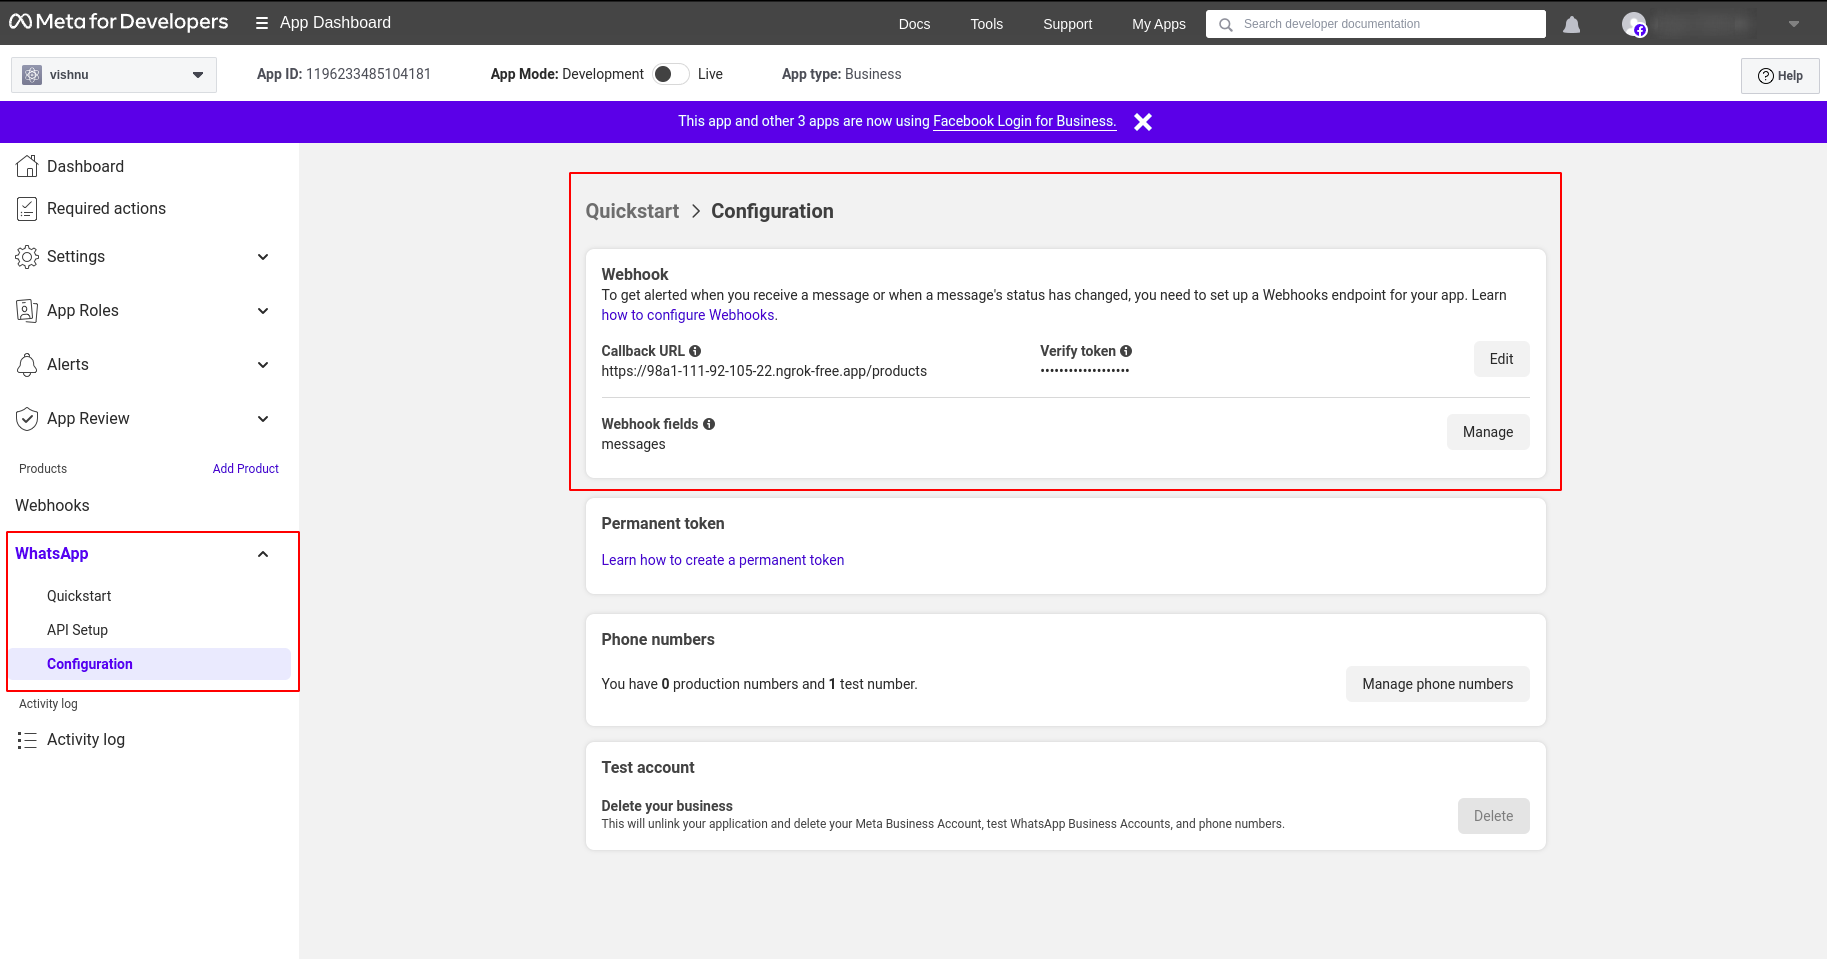 Meta for Developers
App Dashboard
Docs
Tools
Support
My Apps
Search developer documentation
vishnu
App ID: 1196233485104181
App Mode: Development
Live
App type: Business
Help
This app and other 3 apps are now using Facebook Login for Business.
Dashboard
Required actions
Settings
App Roles
Alerts
App Review
Products
Add Product
Webhooks
WhatsApp
Quickstart
API Setup
Configuration
Activity log
Activity log
Quickstart > Configuration
Webhook
To get alerted when you receive a message or when a message's status has changed, you need to set up a Webhooks endpoint for your app. Learn
how to configure Webhooks.
Callback URL
https://98a1-111-92-105-22.ngrok-free.app/products
Verify token
••••••••••••••••••
Edit
Webhook fields
messages
Manage
Permanent token
Learn how to create a permanent token
Phone numbers
You have 0 production numbers and 1 test number.
Manage phone numbers
Test account
Delete your business
This will unlink your application and delete your Meta Business Account, test WhatsApp Business Accounts, and phone numbers.
Delete